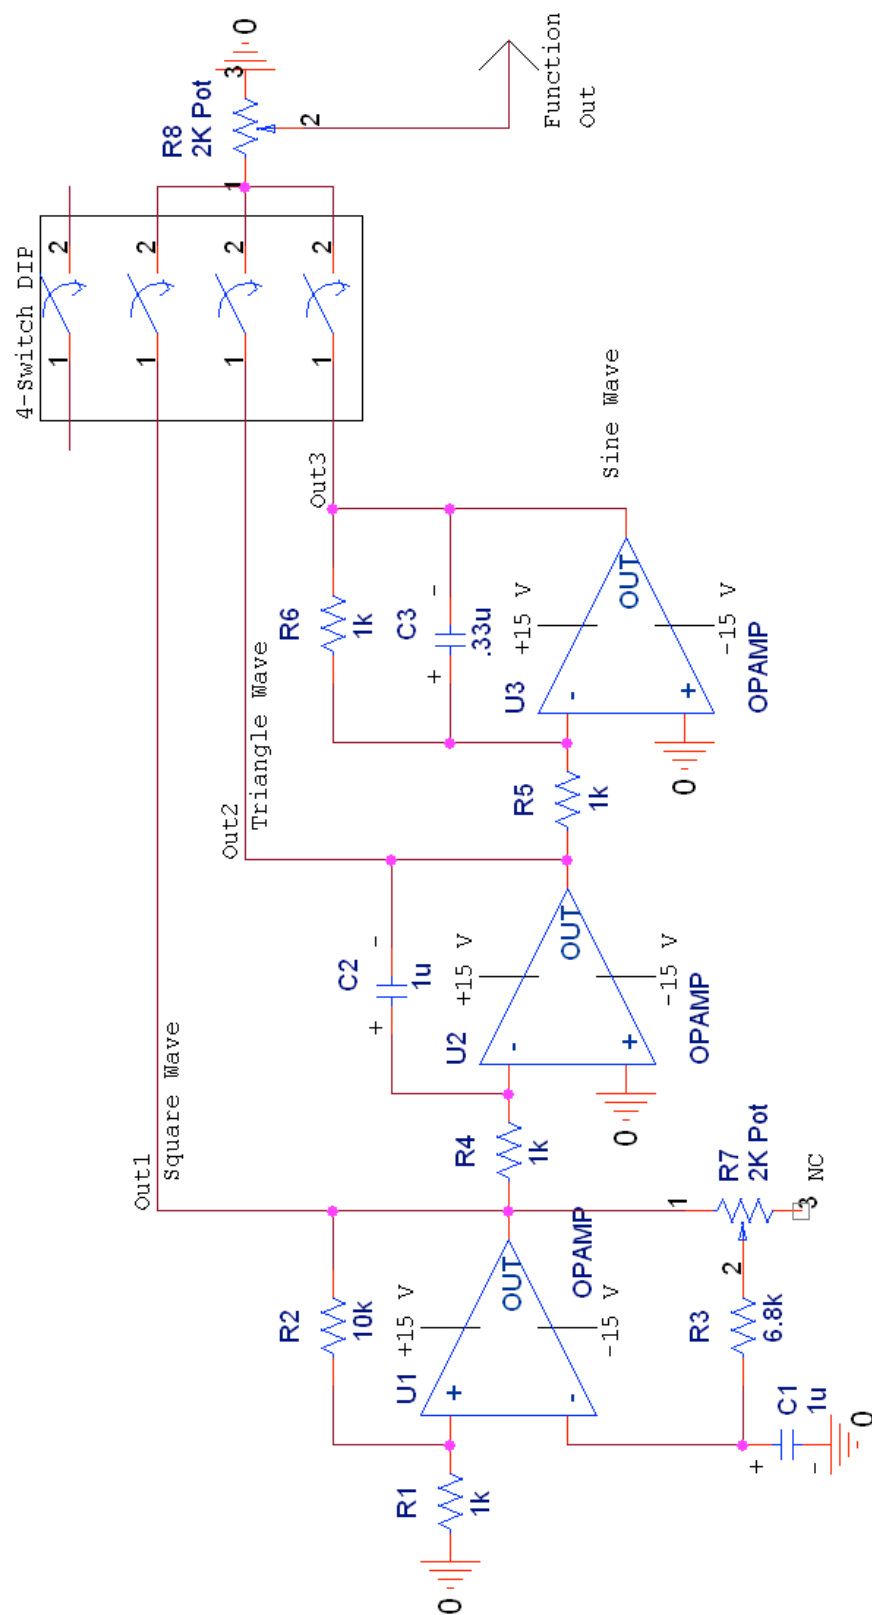 4-Switch DIP
1
2
1
2
1
2
1
2
R8
2K Pot
1
2
3
0
Function
Out
Out1
Square Wave
Out2
Triangle Wave
Out3
Sine Wave
R2
10k
R1
1k
0
U1
+
-
OUT
+15 V
-15 V
OPAMP
R3
6.8k
C1
1u
+
-
0
R7
2K Pot
1
2
3
NC
R4
1k
C2
1u
+
-
U2
-
+
OUT
+15 V
-15 V
OPAMP
0
R5
1k
R6
1k
C3
.33u
+
-
U3
-
+
OUT
+15 V
-15 V
OPAMP
0